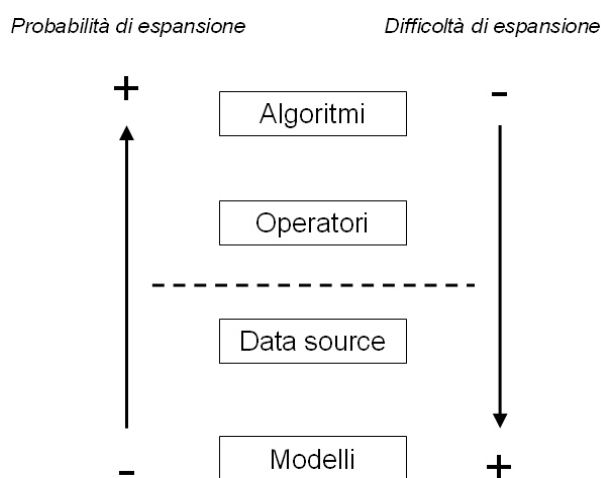 Probabilità di espansione Difficoltà di espansione
+ -
Algoritmi
Operatori
Data source
Modelli
- +